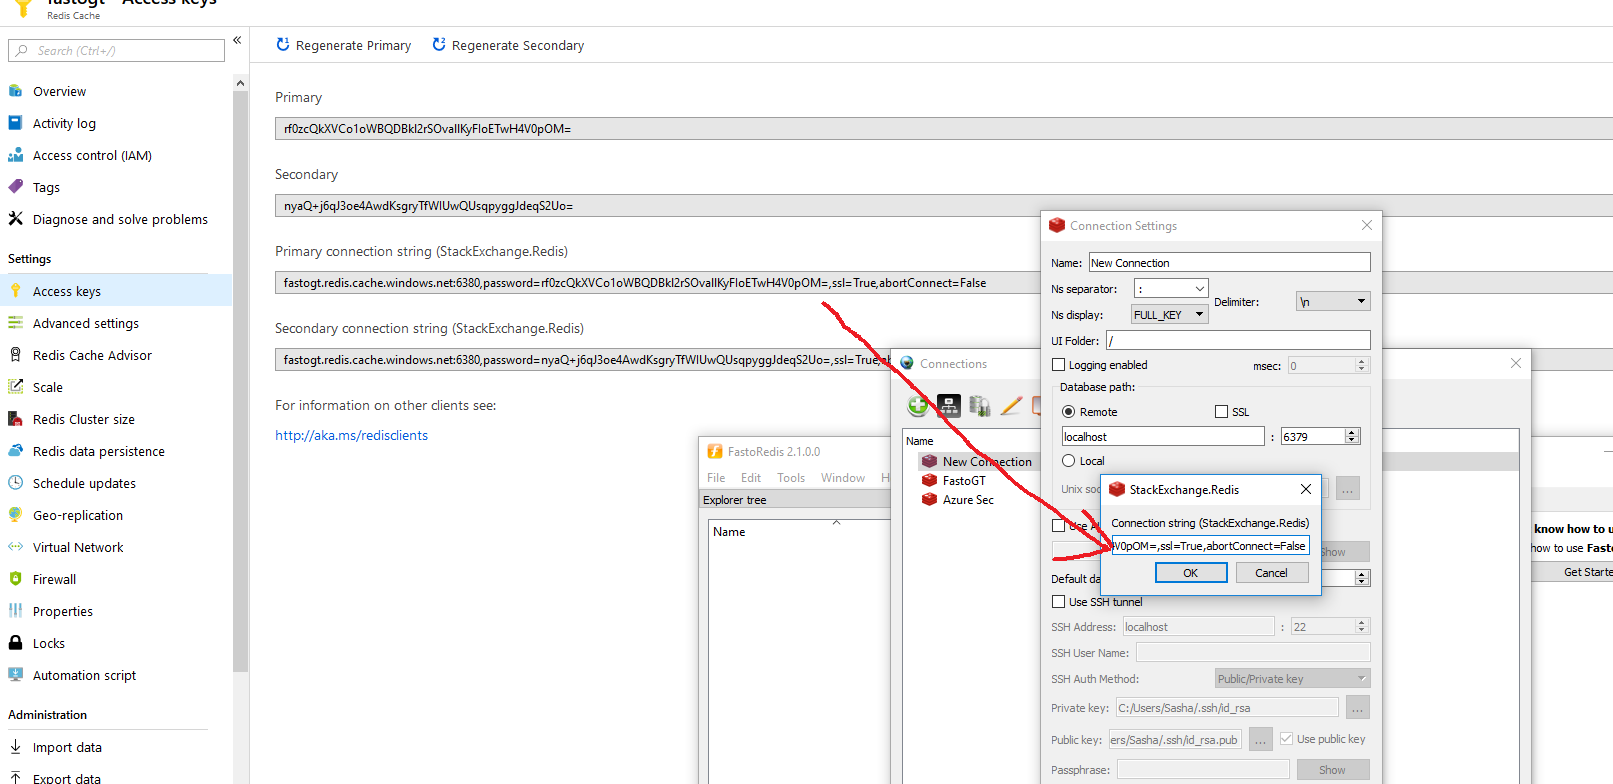 fastogt - Access keys
Redis Cache
Search (Ctrl+/)
«
Overview
Activity log
Access control (IAM)
Tags
Diagnose and solve problems
Settings
Access keys
Advanced settings
Redis Cache Advisor
Scale
Redis Cluster size
Redis data persistence
Schedule updates
Geo-replication
Virtual Network
Firewall
Properties
Locks
Automation script
Administration
Import data
Export data
Regenerate Primary
Regenerate Secondary
Primary
rf0zcQkXVCo1oWBQDBkI2rSOvaIIKyFIoETwH4V0pOM=
Secondary
nyaQ+j6qJ3oe4AwdKsgryTfWIUwQUsqpyggJdeqS2Uo=
Primary connection string (StackExchange.Redis)
fastogt.redis.cache.windows.net:6380,password=rf0zcQkXVCo1oWBQDBkI2rSOvaIIKyFIoETwH4V0pOM=,ssl=True,abortConnect=False
Secondary connection string (StackExchange.Redis)
fastogt.redis.cache.windows.net:6380,password=nyaQ+j6qJ3oe4AwdKsgryTfWIUwQUsqpyggJdeqS2Uo=,ssl=True,
For information on other clients see:
http://aka.ms/redisclients
FastoRedis 2.1.0.0
File Edit Tools Window H
Explorer tree
Name
Connections
Name
New Connection
FastoGT
Azure Sec
Connection Settings
Name: New Connection
Ns separator: :
Delimiter: \n
Ns display: FULL_KEY
UI Folder: /
Logging enabled
msec: 0
Database path:
Remote
SSL
localhost : 6379
Local
Unix soc
...
Use A
Show
Default da
Use SSH tunnel
SSH Address: localhost : 22
SSH User Name:
SSH Auth Method: Public/Private key
Private key: C:/Users/Sasha/.ssh/id_rsa ...
Public key: ers/Sasha/.ssh/id_rsa.pub ... Use public key
Passphrase: Show
StackExchange.Redis
Connection string (StackExchange.Redis)
V0pOM=,ssl=True,abortConnect=False
OK Cancel
know how to u
how to use Fasto
Get Starte